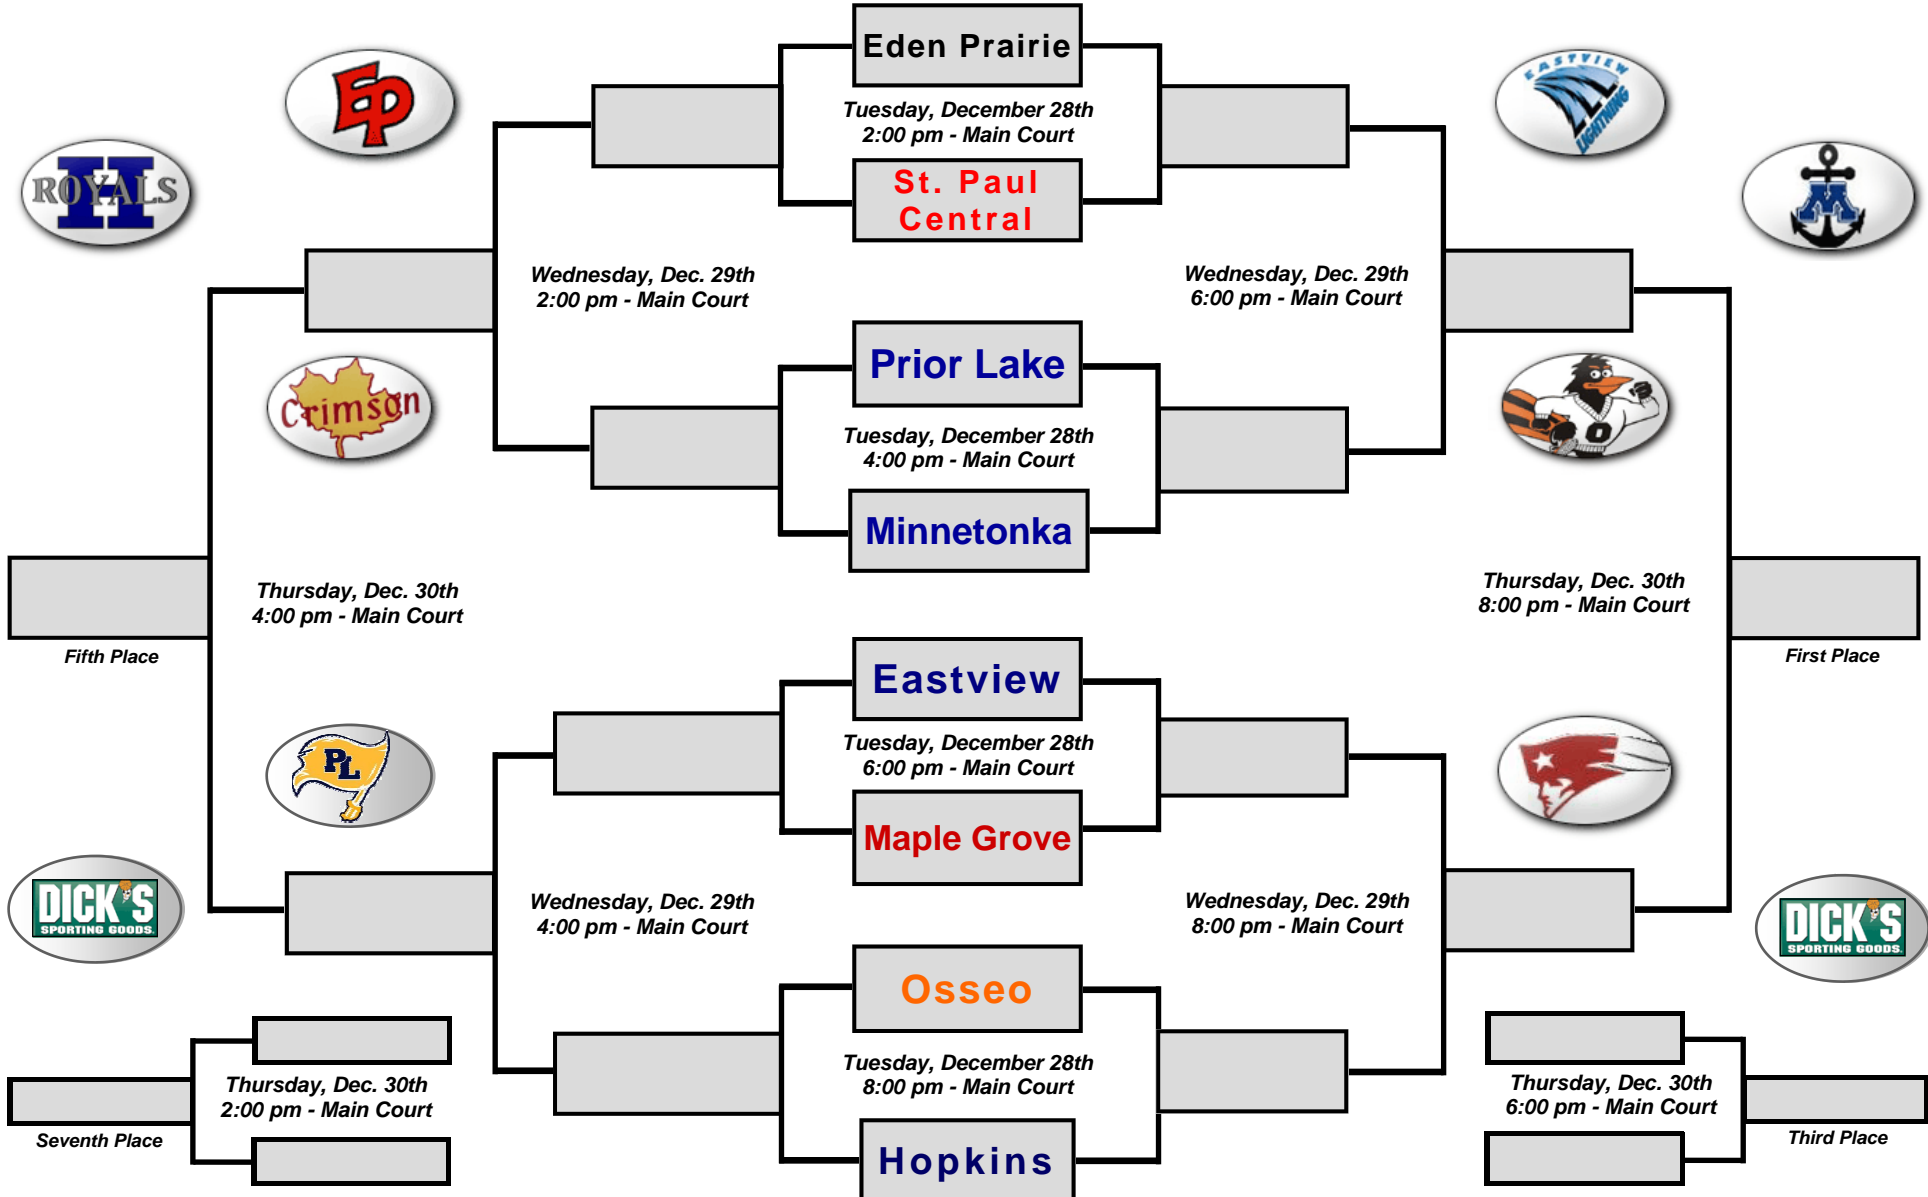 Eden Prairie
Tuesday, December 28th
2:00 pm - Main Court
St. Paul
Central
EP
EASTVIEW
LIGHTNING
ROYALS
H
M
Wednesday, Dec. 29th
2:00 pm - Main Court
Wednesday, Dec. 29th
6:00 pm - Main Court
Prior Lake
Tuesday, December 28th
4:00 pm - Main Court
Minnetonka
Crimson
O
Thursday, Dec. 30th
4:00 pm - Main Court
Fifth Place
Thursday, Dec. 30th
8:00 pm - Main Court
First Place
Eastview
Tuesday, December 28th
6:00 pm - Main Court
Maple Grove
PL
DICK'S
SPORTING GOODS.
Wednesday, Dec. 29th
4:00 pm - Main Court
Wednesday, Dec. 29th
8:00 pm - Main Court
DICK'S
SPORTING GOODS.
Osseo
Tuesday, December 28th
8:00 pm - Main Court
Hopkins
Thursday, Dec. 30th
2:00 pm - Main Court
Seventh Place
Thursday, Dec. 30th
6:00 pm - Main Court
Third Place